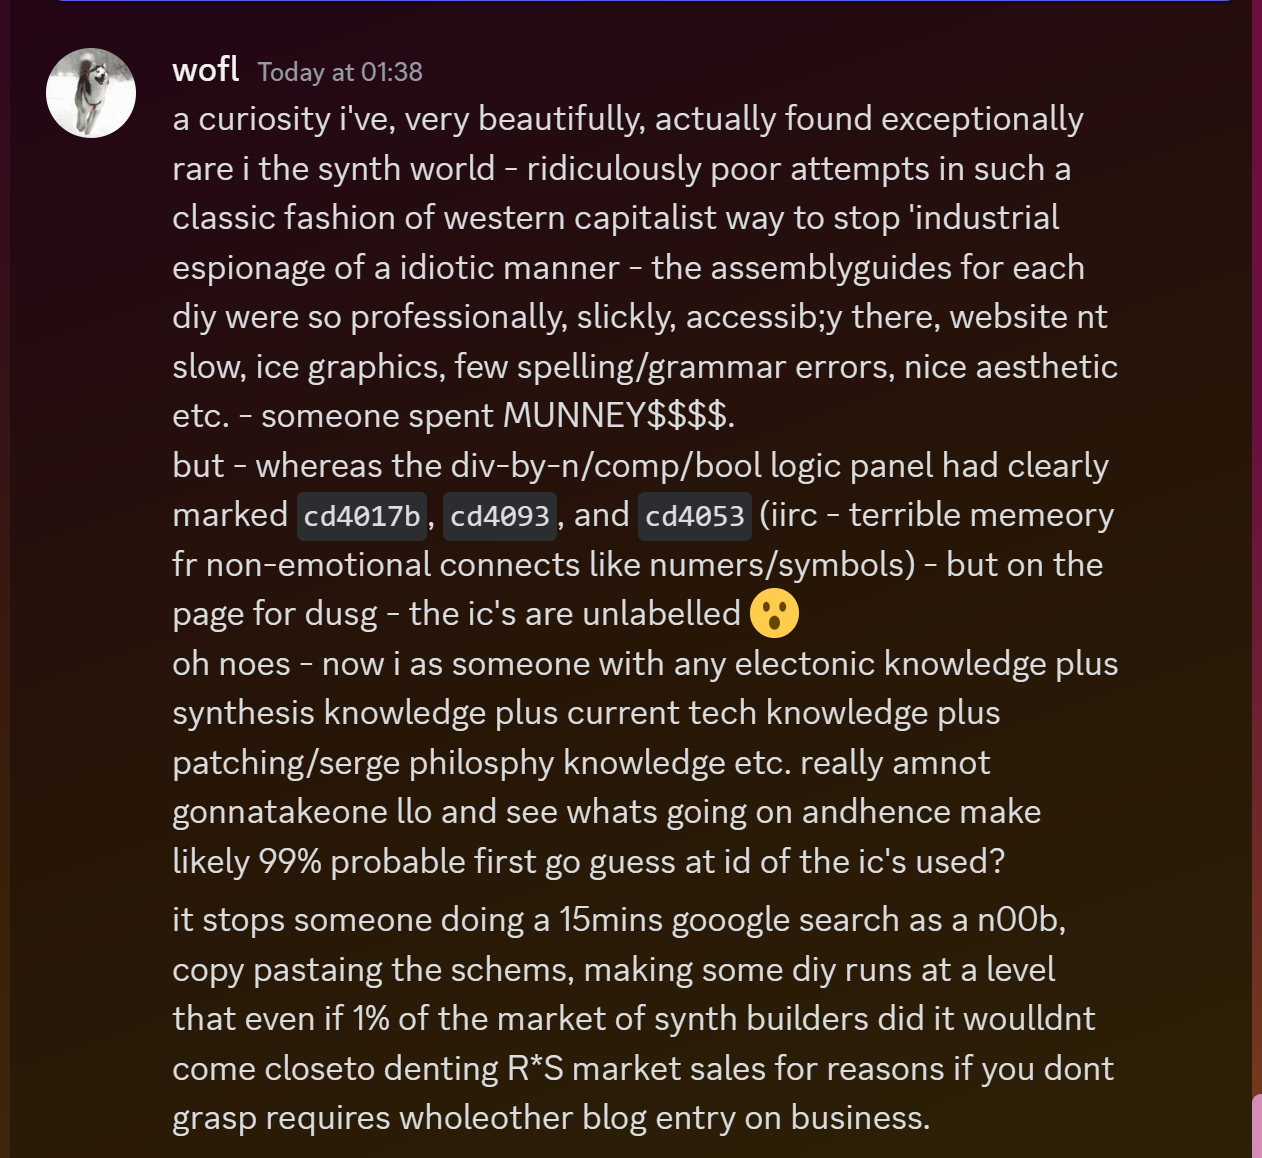 wofl Today at 01:38
a curiosity i've, very beautifully, actually found exceptionally
rare i the synth world - ridiculously poor attempts in such a
classic fashion of western capitalist way to stop 'industrial
espionage of a idiotic manner - the assemblyguides for each
diy were so professionally, slickly, accessib;y there, website nt
slow, ice graphics, few spelling/grammar errors, nice aesthetic
etc. - someone spent MUNNEY$$$$.
but - whereas the div-by-n/comp/bool logic panel had clearly
marked cd4017b, cd4093, and cd4053 (iirc - terrible memeory
fr non-emotional connects like numers/symbols) - but on the
page for dusg - the ic's are unlabelled 😮
oh noes - now i as someone with any electonic knowledge plus
synthesis knowledge plus current tech knowledge plus
patching/serge philosphy knowledge etc. really amnot
gonnatakeone llo and see whats going on andhence make
likely 99% probable first go guess at id of the ic's used?
it stops someone doing a 15mins gooogle search as a n00b,
copy pastaing the schems, making some diy runs at a level
that even if 1% of the market of synth builders did it woulldnt
come closeto denting R*S market sales for reasons if you dont
grasp requires wholeother blog entry on business.